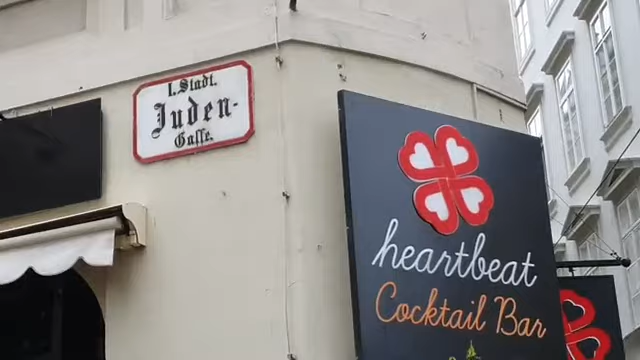 I. Stadt.
Juden-
Gasse.
heartbeat
Cocktail Bar